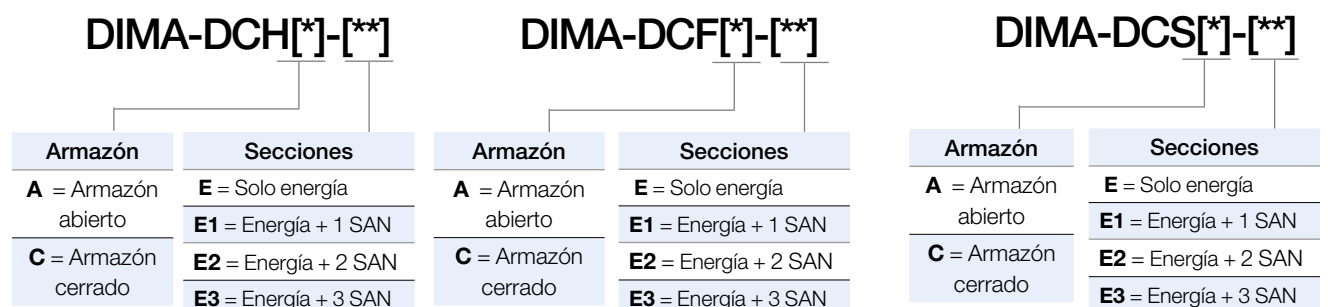 DIMA-DCH[*]-[**]
Armazón
Secciones
A = Armazón
abierto
C = Armazón
cerrado
E = Solo energía
E1 = Energía + 1 SAN
E2 = Energía + 2 SAN
E3 = Energía + 3 SAN
DIMA-DCF[*]-[**]
Armazón
Secciones
A = Armazón
abierto
C = Armazón
cerrado
E = Solo energía
E1 = Energía + 1 SAN
E2 = Energía + 2 SAN
E3 = Energía + 3 SAN
DIMA-DCS[*]-[**]
Armazón
Secciones
A = Armazón
abierto
C = Armazón
cerrado
E = Solo energía
E1 = Energía + 1 SAN
E2 = Energía + 2 SAN
E3 = Energía + 3 SAN